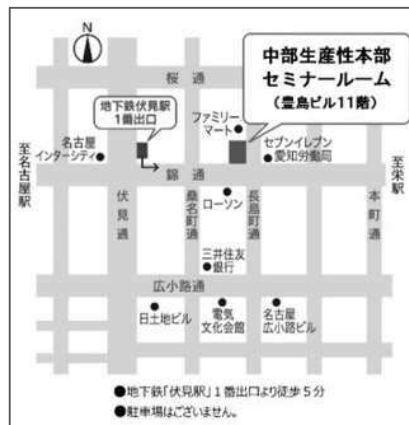 N
中部生産性本部
セミナールーム
(豊島ビル11階)
桜通
地下鉄伏見駅
1番出口
ファミリー
マート
名古屋
インターシティ
セブンイレブン
愛知労働局
至名古屋駅
至栄駅
錦通
伏見通
桑名町通
長島町通
本町通
ローソン
三井住友
銀行
広小路通
日土地ビル
電気
文化会館
名古屋
広小路ビル
●地下鉄「伏見駅」1番出口より徒歩5分
●駐車場はございません。